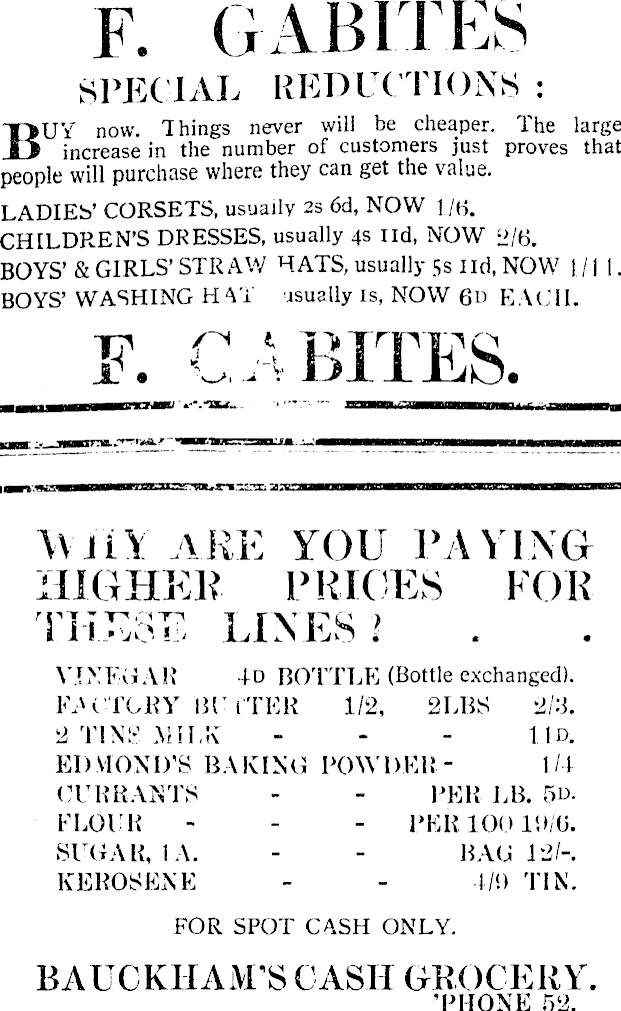 F. GABITES
SPECIAL REDUCTIONS :
BUY now. Things never will be cheaper. The large
increase in the number of customers just proves that
people will purchase where they can get the value.
LADIES' CORSETS, usually 2s 6d, NOW 1/6.
CHILDREN'S DRESSES, usually 4s 11d, NOW 2/6.
BOYS' & GIRLS' STRAW HATS, usually 5s 11d, NOW 1/11.
BOYS' WASHING HAT usually 1s, NOW 6D EACH.
F. GABITES.
WHY ARE YOU PAYING
HIGHER PRICES FOR
THESE LINES? . .
VINEGAR 4D BOTTLE (Bottle exchanged).
FACTORY BUTTER 1/2, 2LBS 2/3.
2 TINS MILK - - - 11D.
EDMOND'S BAKING POWDER - 1/4
CURRANTS - - PER LB. 5D.
FLOUR - - - PER 100 19/6.
SUGAR, 1A. - - BAG 12/-.
KEROSENE - - 4/9 TIN.
FOR SPOT CASH ONLY.
BAUCKHAM'S CASH GROCERY.
'PHONE 52.